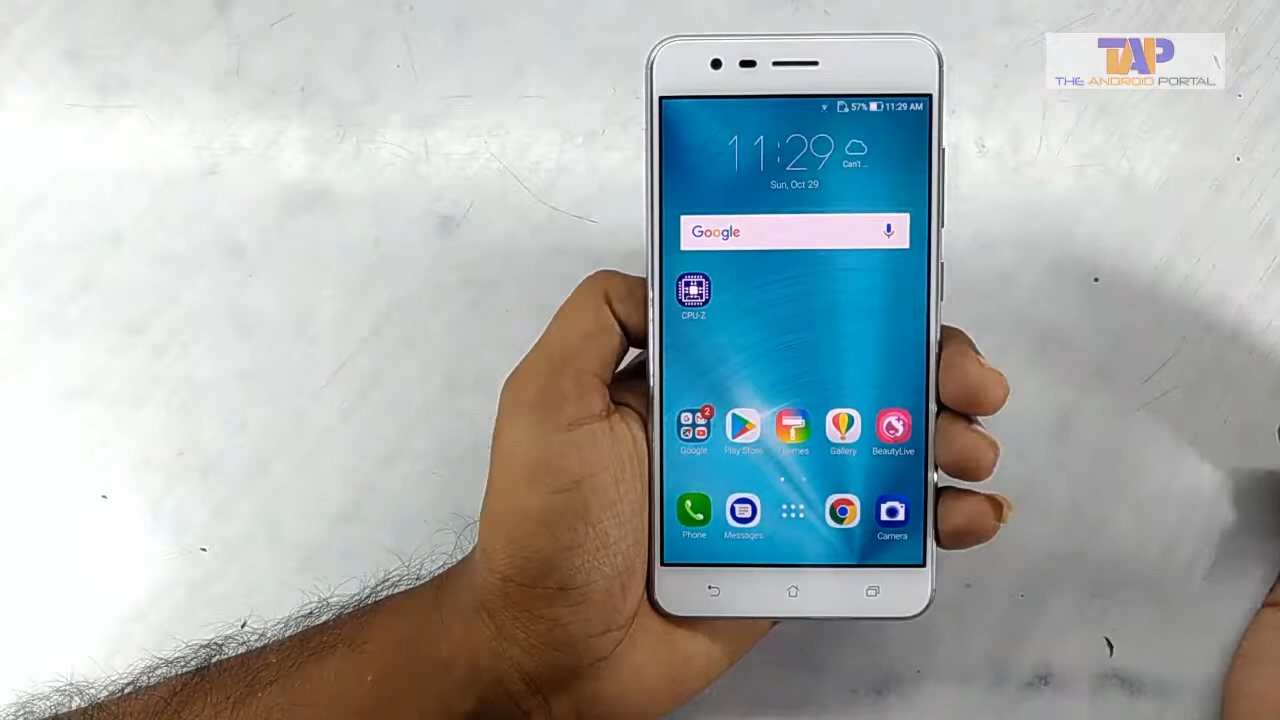 TAP
THE ANDROID PORTAL
57% 11:29 AM
11:29
Can't...
Sun, Oct 29
Google
CPU-Z
2
Google Play Store Themes Gallery BeautyLive
Phone Messages Camera